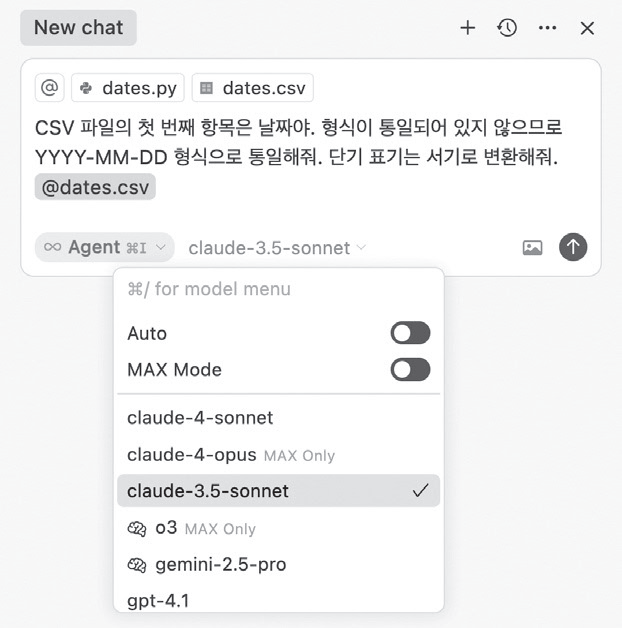 New chat
@ dates.py dates.csv
CSV 파일의 첫 번째 항목은 날짜야. 형식이 통일되어 있지 않으므로
YYYY-MM-DD 형식으로 통일해줘. 단기 표기는 서기로 변환해줘.
@dates.csv
∞ Agent ⌘I claude-3.5-sonnet
⌘/ for model menu
Auto
MAX Mode
claude-4-sonnet
claude-4-opus MAX Only
claude-3.5-sonnet
o3 MAX Only
gemini-2.5-pro
gpt-4.1